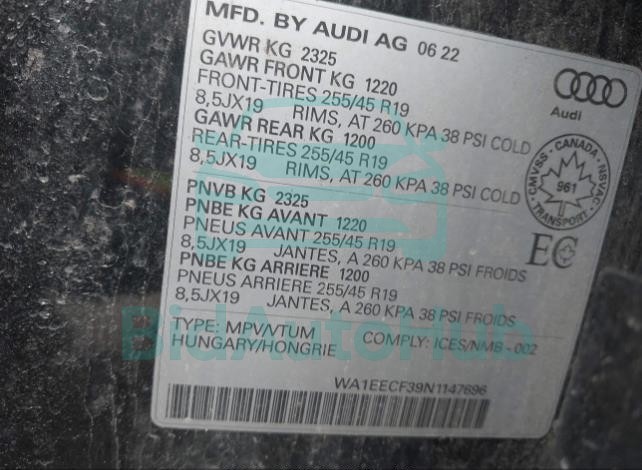 MFD. BY AUDI AG 06 22
GVWR KG 2325
GAWR FRONT KG 1220
FRONT-TIRES 255/45 R19
8,5JX19 RIMS, AT 260 KPA 38 PSI COLD
GAWR REAR KG 1200
REAR-TIRES 255/45 R19
8,5JX19 RIMS, AT 260 KPA 38 PSI COLD
Audi
CMVSS - CANADA - NSVAC
961
TRANSPORT
EC
PNVB KG 2325
PNBE KG AVANT 1220
PNEUS AVANT 255/45 R19
8,5JX19 JANTES, A 260 KPA 38 PSI FROIDS
PNBE KG ARRIERE 1200
PNEUS ARRIERE 255/45 R19
8,5JX19 JANTES, A 260 KPA 38 PSI FROIDS
TYPE: MPV/VTUM COMPLY: ICES/NMB - 002
HUNGARY/HONGRIE
WA1EECF39N1147696
BidAutoHub